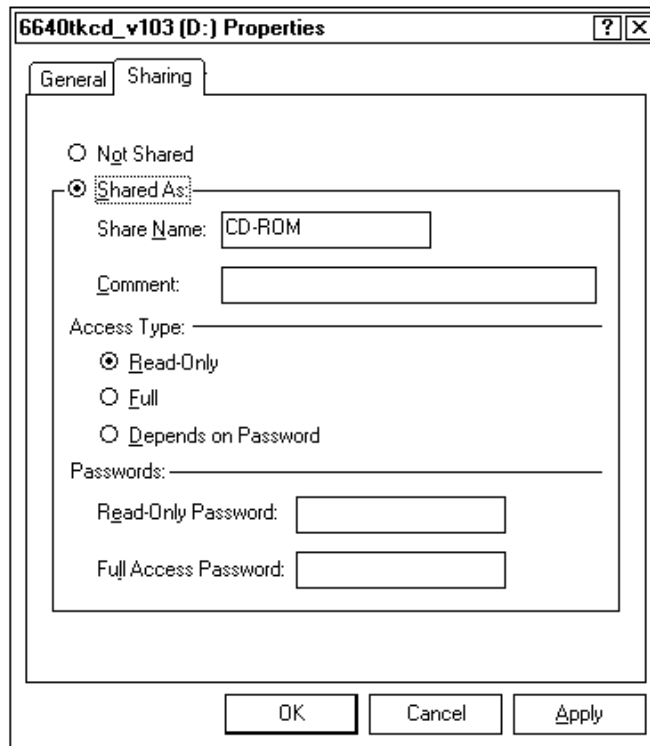 6640tkcd_v103 (D:) Properties ? X
General Sharing
Not Shared
Shared As:
Share Name: CD-ROM
Comment:
Access Type:
Read-Only
Full
Depends on Password
Passwords:
Read-Only Password:
Full Access Password:
OK Cancel Apply